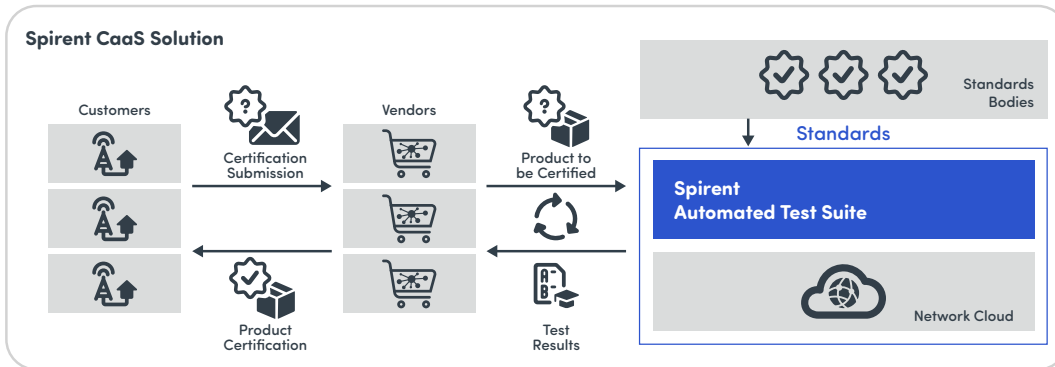 Spirent CaaS Solution
Customers
Certification
Submission
Vendors
Product to
be Certified
Standards
Bodies
Standards
Spirent
Automated Test Suite
Network Cloud
Product
Certification
A-
B-
Test
Results